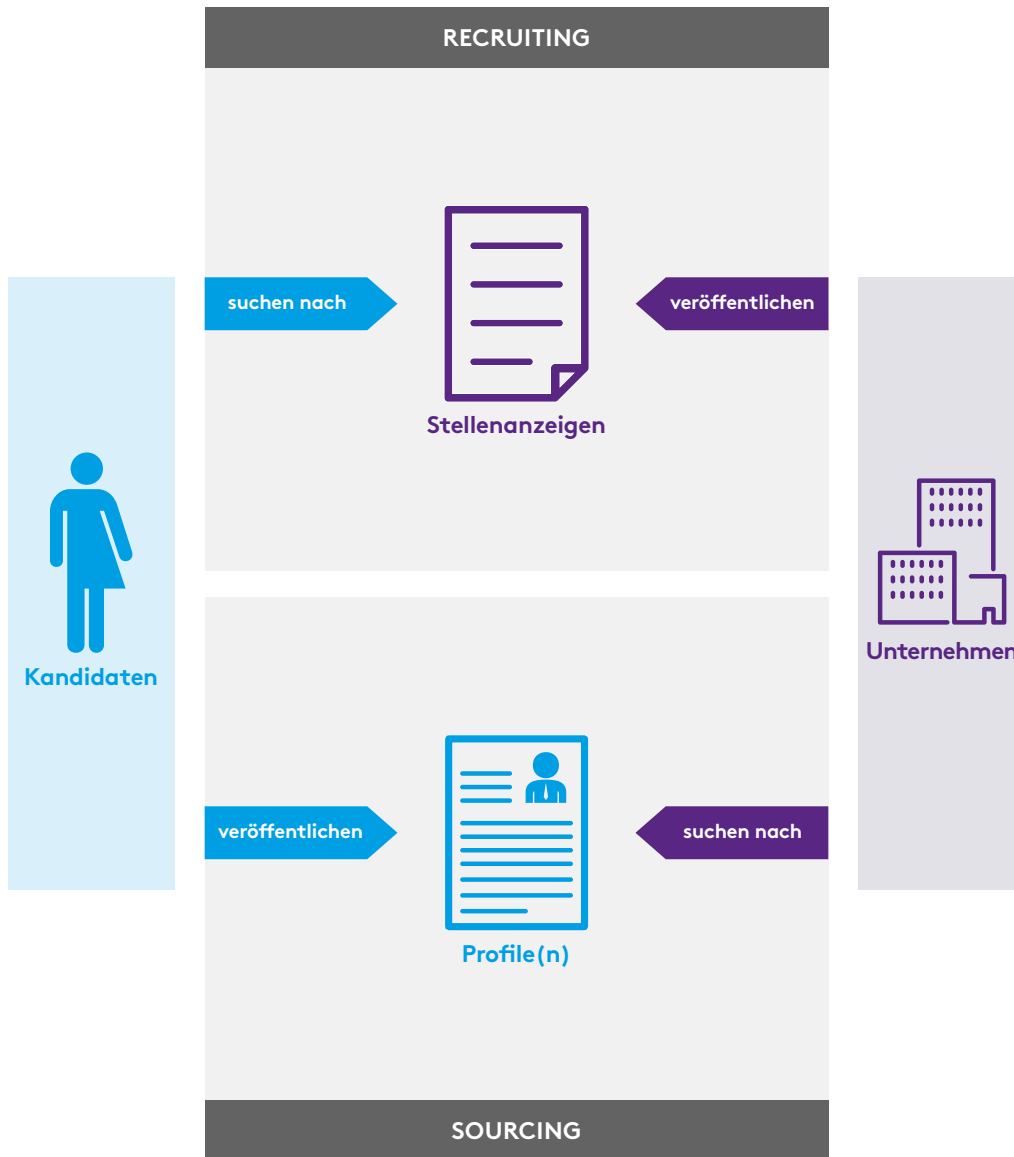 RECRUITING
suchen nach
veröffentlichen
Stellenanzeigen
Kandidaten
Unternehmen
veröffentlichen
suchen nach
Profile(n)
SOURCING